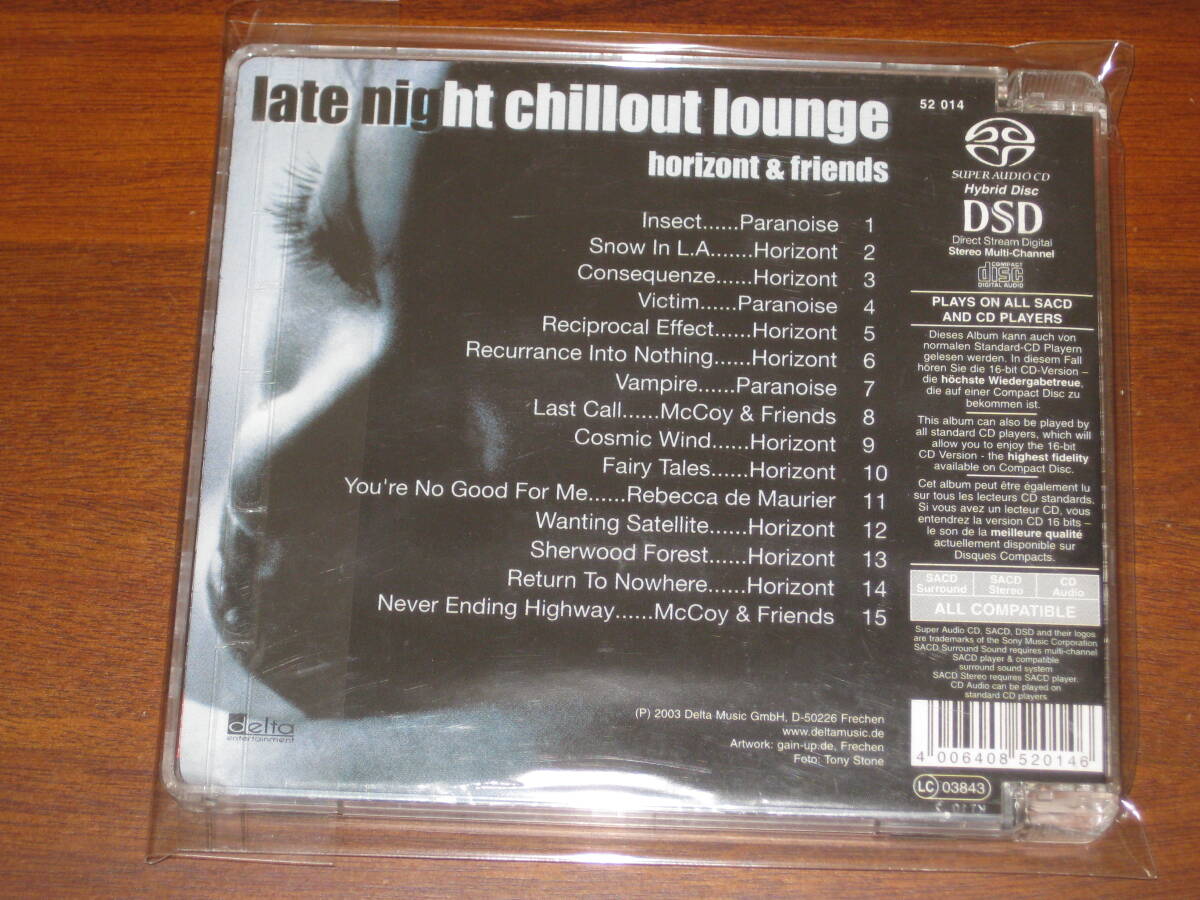 late night chillout lounge
horizont & friends
Insect......Paranoise 1
Snow In L.A.......Horizont 2
Consequenze......Horizont 3
Victim......Paranoise 4
Reciprocal Effect......Horizont 5
Recurrance Into Nothing......Horizont 6
Vampire......Paranoise 7
Last Call......McCoy & Friends 8
Cosmic Wind......Horizont 9
Fairy Tales......Horizont 10
You're No Good For Me......Rebecca de Maurier 11
Wanting Satellite......Horizont 12
Sherwood Forest......Horizont 13
Return To Nowhere......Horizont 14
Never Ending Highway......McCoy & Friends 15
delta
entertainment
(P) 2003 Delta Music GmbH, D-50226 Frechen
www.deltamusic.de
Artwork: gain-up.de, Frechen
Foto: Tony Stone
52 014
SUPER AUDIO CD
Hybrid Disc
DSD
Direct Stream Digital
Stereo Multi-Channel
COMPACT
disc
DIGITAL AUDIO
PLAYS ON ALL SACD
AND CD PLAYERS
Dieses Album kann auch von
normalen Standard-CD Playern
gelesen werden. In diesem Fall
hören Sie die 16-bit CD-Version –
die höchste Wiedergabetreue,
die auf einer Compact Disc zu
bekommen ist.
This album can also be played by
all standard CD players, which will
allow you to enjoy the 16-bit
CD Version - the highest fidelity
available on Compact Disc.
Cet album peut être également lu
sur tous les lecteurs CD standards.
Si vous avez un lecteur CD, vous
entendrez la version CD 16 bits –
le son de la meilleure qualité
actuellement disponible sur
Disques Compacts.
SACD Surround
SACD Stereo
CD Audio
ALL COMPATIBLE
Super Audio CD, SACD, DSD and their logos
are trademarks of the Sony Music Corporation
SACD Surround Sound requires multi-channel
SACD player & compatible
surround sound system
SACD Stereo requires SACD player.
CD Audio can be played on
standard CD players
4 006408 520146
LC 03843